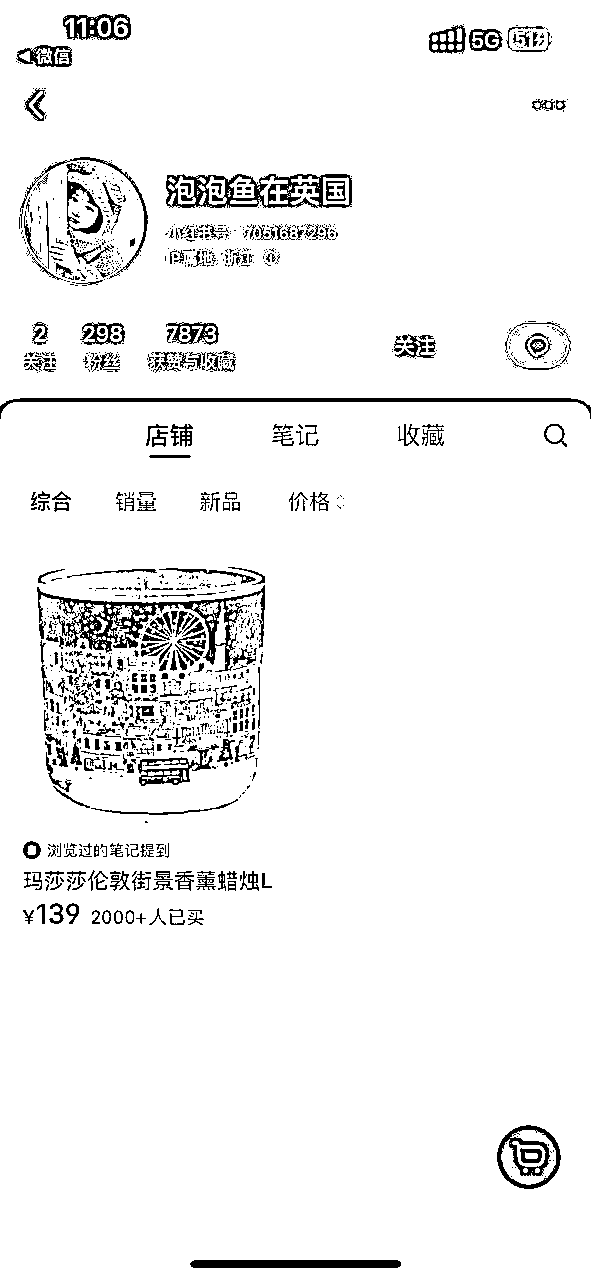 11:06
5G 51
微信
泡泡鱼在英国
小红书号: 7051682296
IP属地: 浙江
2 298 7873
关注 粉丝 获赞与收藏 关注
店铺 笔记 收藏
综合 销量 新品 价格
浏览过的笔记提到
玛莎莎伦敦街景香薰蜡烛L
¥139 2000+人已买